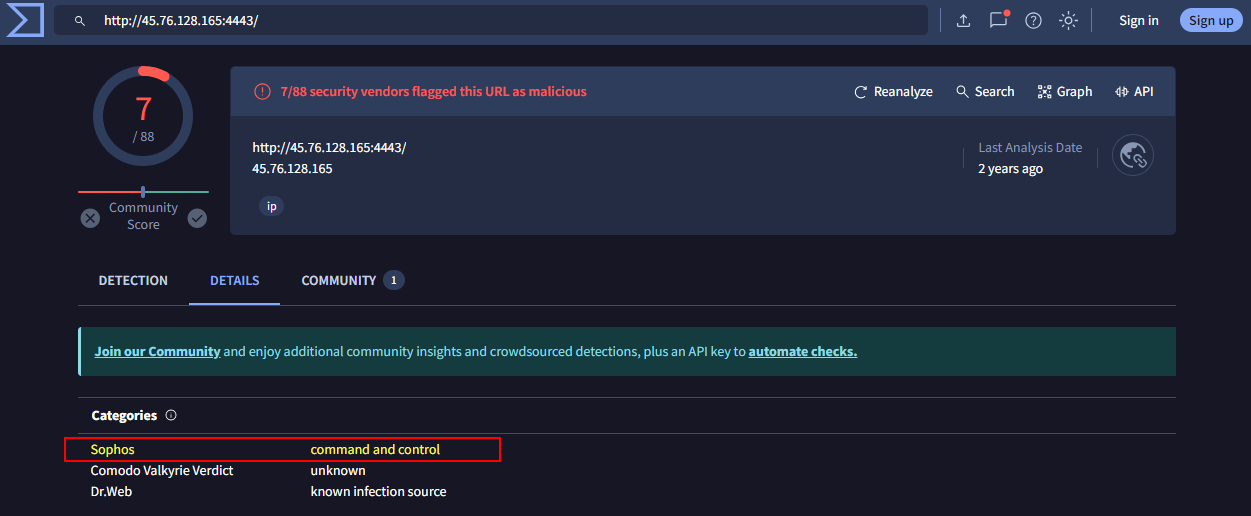 http://45.76.128.165:4443/
Sign in
Sign up
7
/ 88
Community
Score
7/88 security vendors flagged this URL as malicious
Reanalyze
Search
Graph
API
http://45.76.128.165:4443/
45.76.128.165
ip
Last Analysis Date
2 years ago
DETECTION
DETAILS
COMMUNITY 1
Join our Community and enjoy additional community insights and crowdsourced detections, plus an API key to automate checks.
Categories
Sophos command and control
Comodo Valkyrie Verdict unknown
Dr.Web known infection source